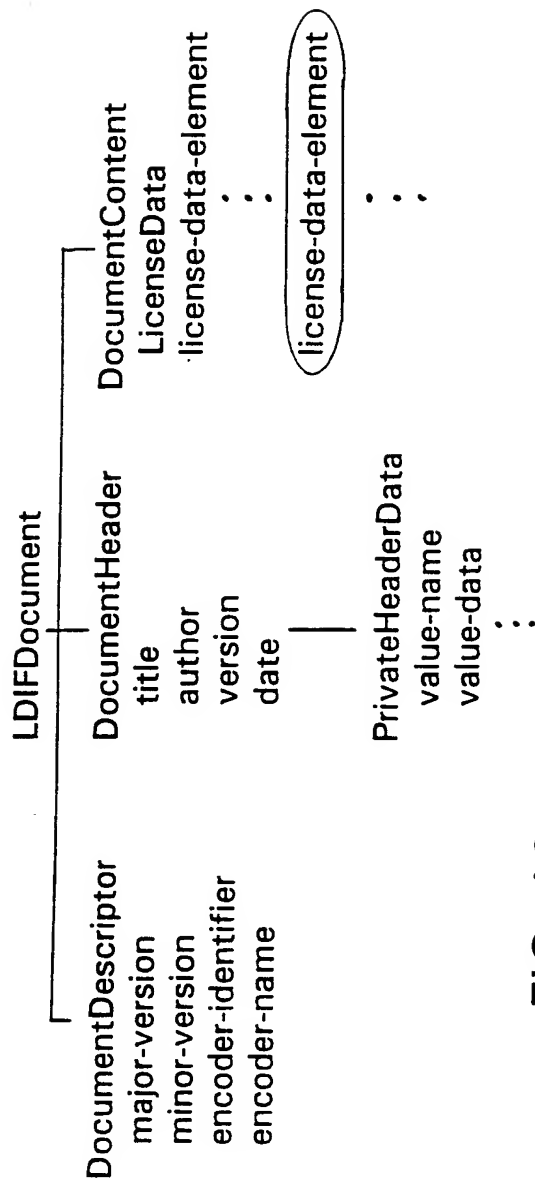 LDIFDocument
DocumentDescriptor
major-version
minor-version
encoder-identifier
encoder-name
DocumentHeader
title
author
version
date
PrivateHeaderData
value-name
value-data
DocumentContent
LicenseData
license-data-element
license-data-element